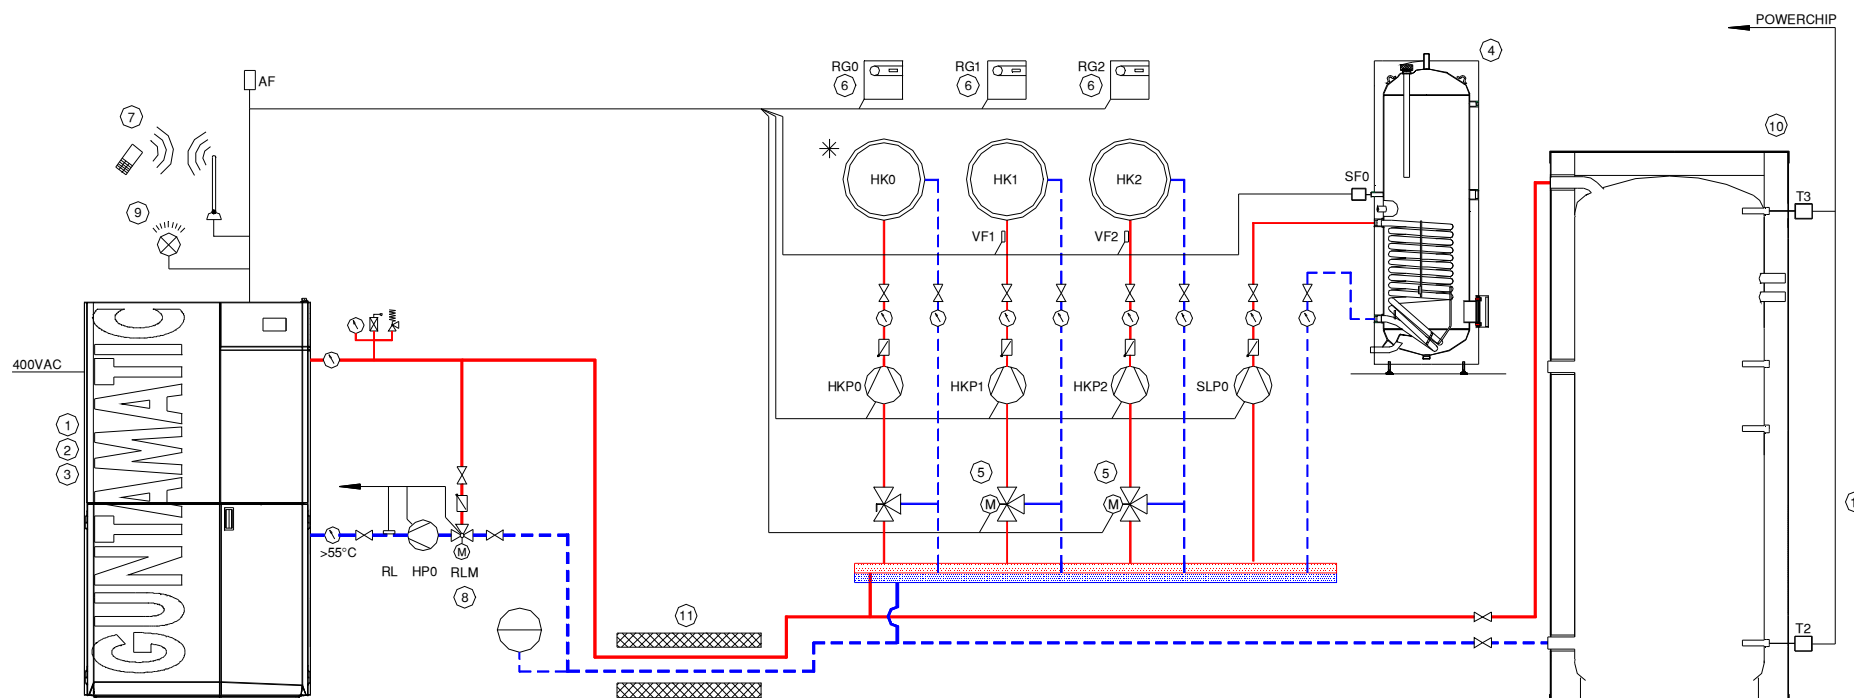 POWERCHIP
4
RG0
RG1
RG2
6
6
6
AF
7
10
HK0
HK1
HK2
SF0
T3
9
VF1
VF2
GUNTAMATIC
400VAC
HKP0
HKP1
HKP2
SLP0
1
2
3
5
5
M
M
>55°C
M
RL
HP0
RLM
8
11
T2